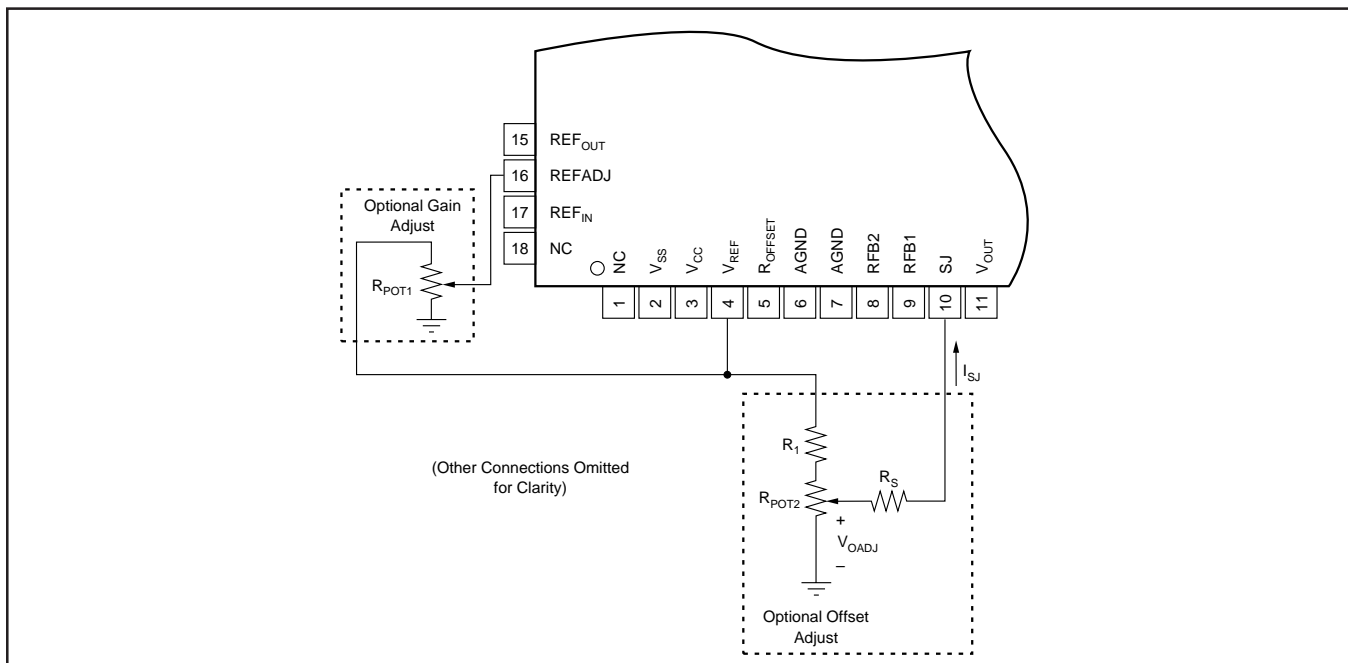 15 REF_OUT
16 REFADJ
17 REF_IN
18 NC
Optional Gain
Adjust
R_POT1
NC
V_SS
V_CC
V_REF
R_OFFSET
AGND
AGND
RFB2
RFB1
SJ
V_OUT
1
2
3
4
5
6
7
8
9
10
11
I_SJ
R_1
(Other Connections Omitted
for Clarity)
R_S
R_POT2
+
V_OADJ
–
Optional Offset
Adjust